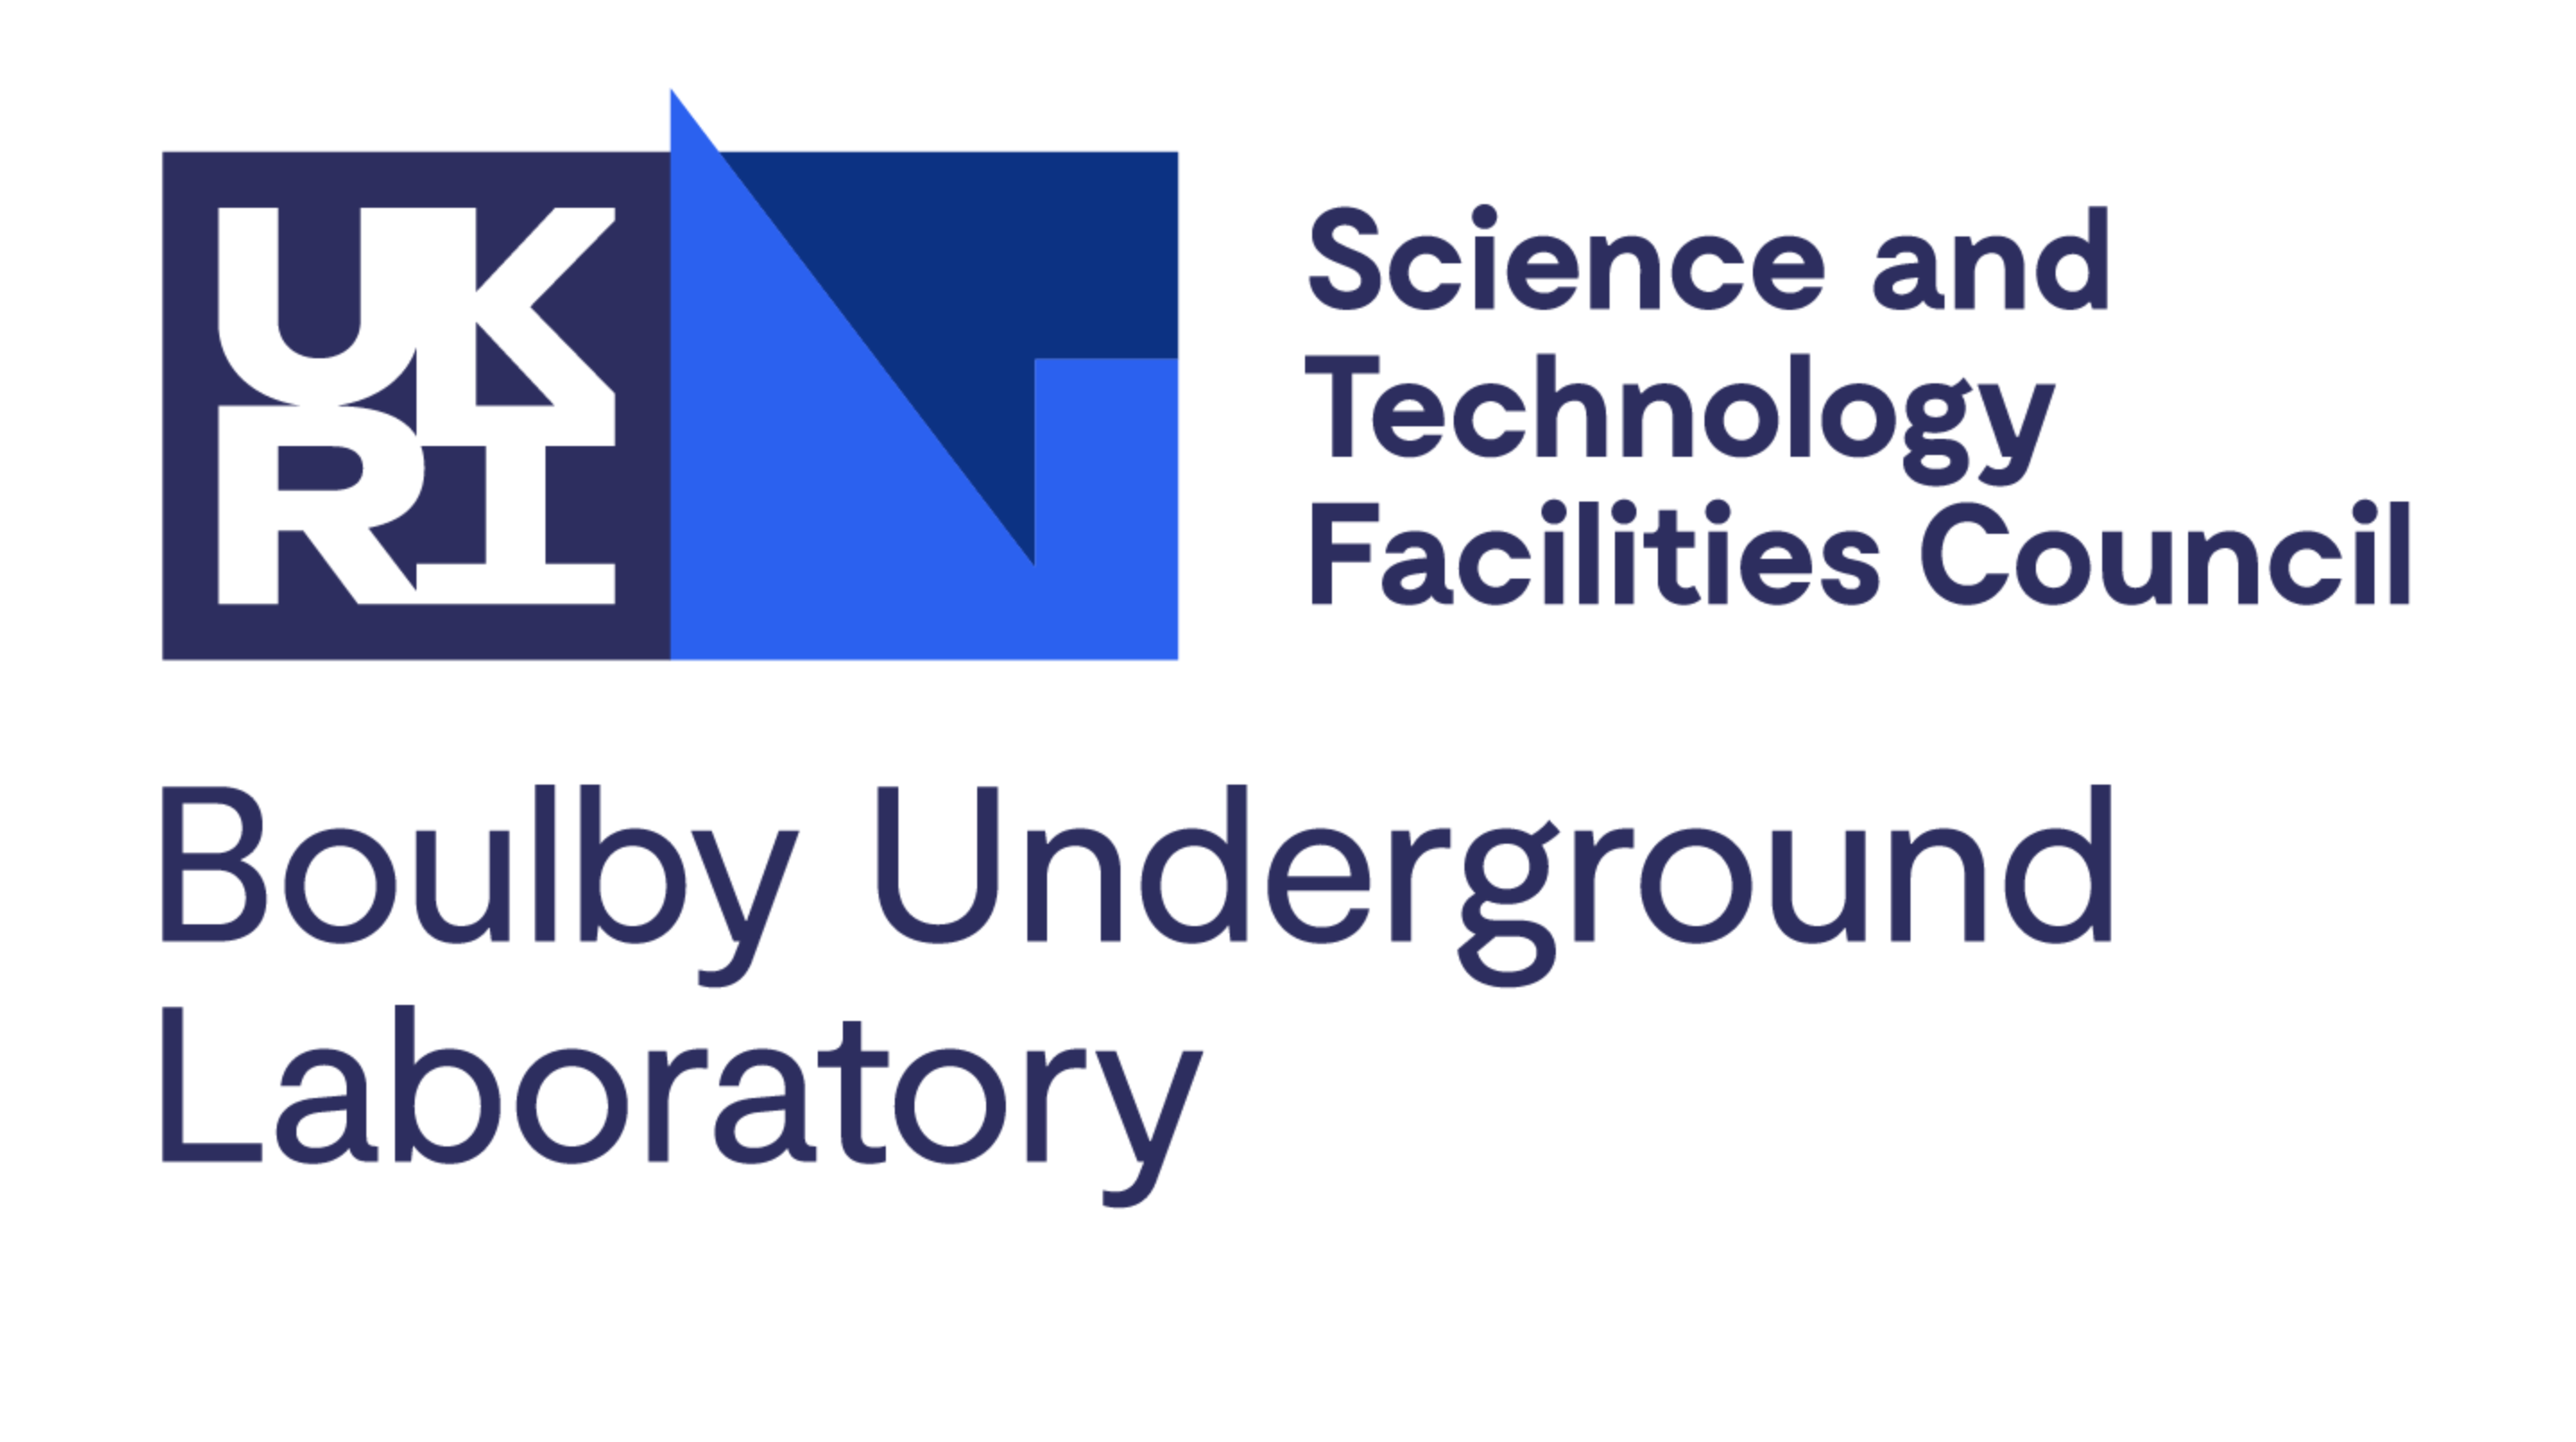 UK
RI
Science and
Technology
Facilities Council
Boulby Underground
Laboratory